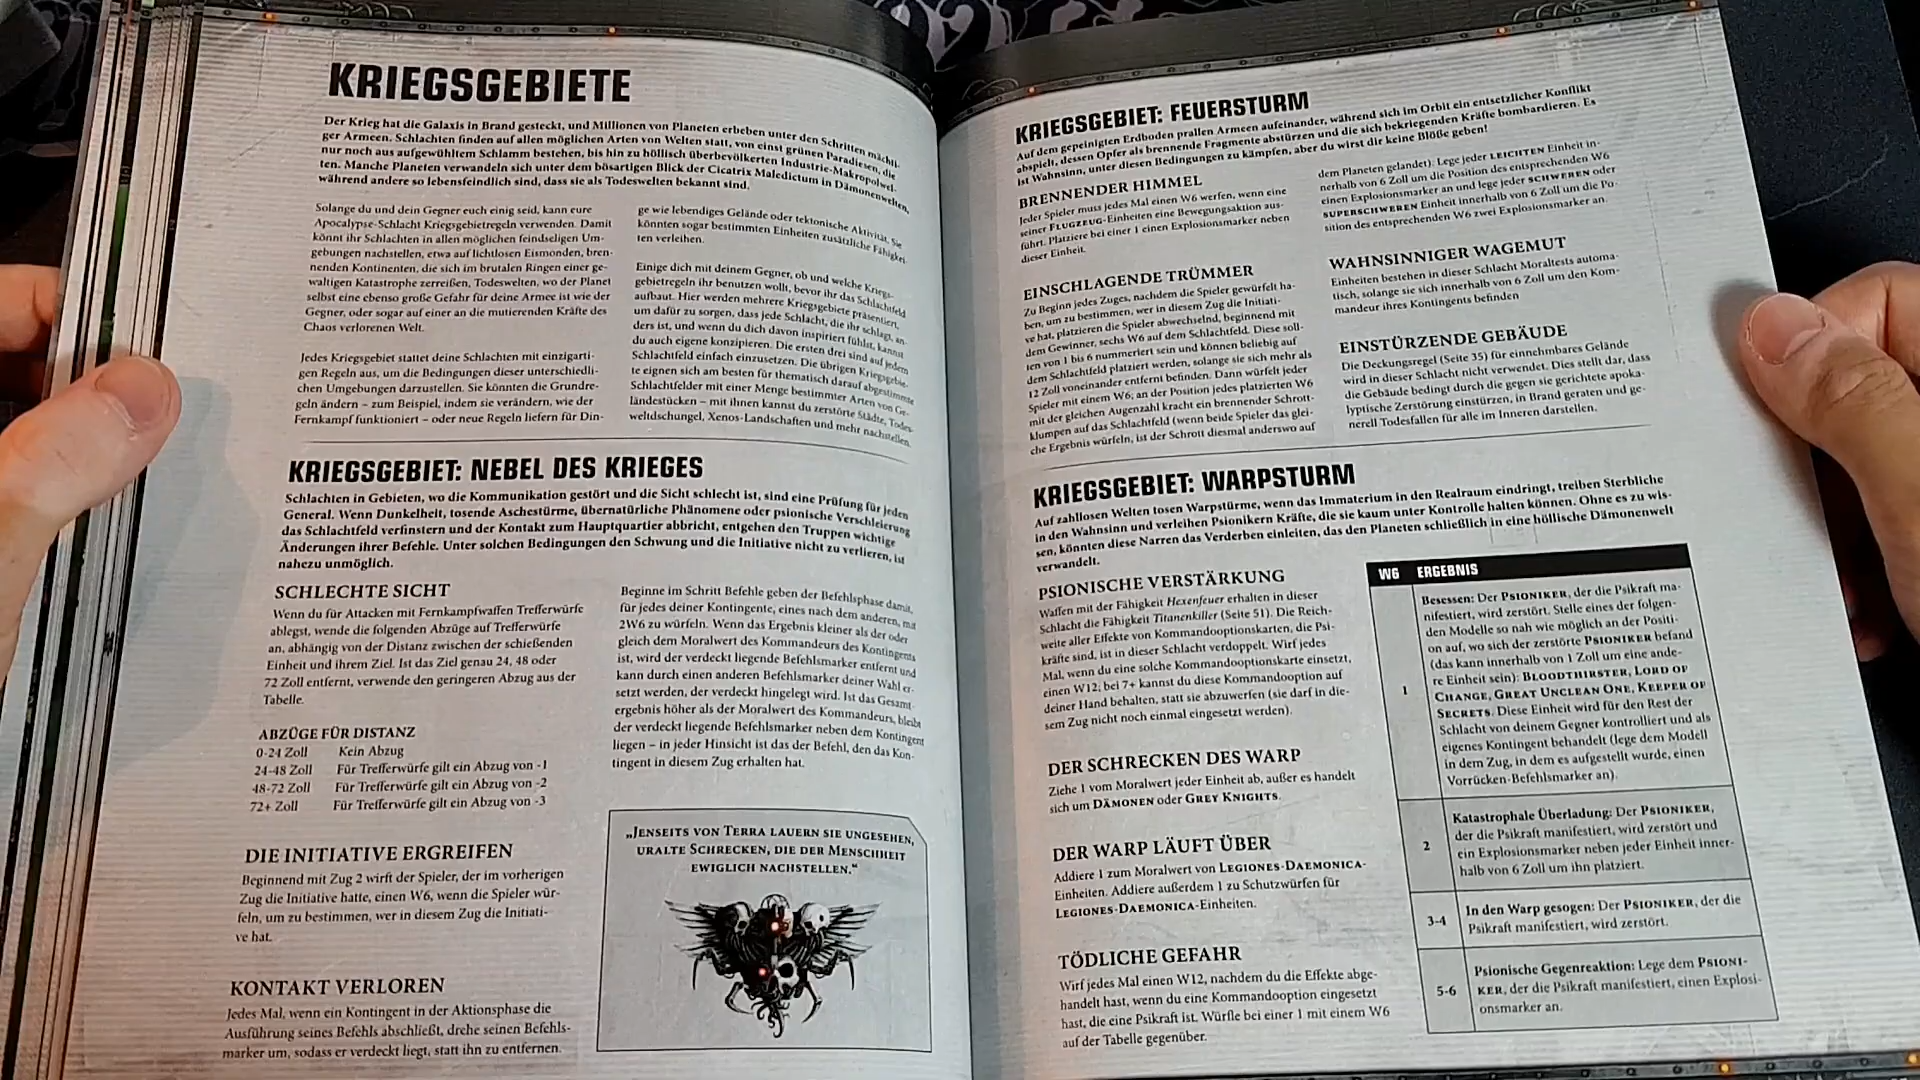 KRIEGSGEBIETE
Der Krieg hat die Galaxis in Brand gesteckt, und Millionen von Planeten erbeben unter den Schritten mächti-
ger Armeen. Schlachten finden auf allen möglichen Arten von Welten statt, von einst grünen Paradiesen, die
nur noch aus aufgewühltem Schlamm bestehen, bis hin zu höllisch überbevölkerten Industrie-Makropolwel-
ten. Manche Planeten verwandeln sich unter dem bösartigen Blick der Cicatrix Maledictum in Dämonenwelten,
während andere so lebensfeindlich sind, dass sie als Todeswelten bekannt sind.
Solange du und dein Gegner euch einig seid, kann eure
Apocalypse-Schlacht Kriegsgebietregeln verwenden. Damit
könnt ihr Schlachten in allen möglichen feindseligen Um-
gebungen nachstellen, etwa auf lichtlosen Eismonden, bren-
nenden Kontinenten, die sich im brutalen Ringen einer ge-
waltigen Katastrophe zerreißen, Todeswelten, wo der Planet
selbst eine ebenso große Gefahr für deine Armee ist wie der
Gegner, oder sogar auf einer an die mutierenden Kräfte des
Chaos verlorenen Welt.
Jedes Kriegsgebiet stattet deine Schlachten mit einzigarti-
gen Regeln aus, um die Bedingungen dieser unterschiedli-
chen Umgebungen darzustellen. Sie könnten die Grundre-
geln ändern – zum Beispiel, indem sie verändern, wie der
Fernkampf funktioniert – oder neue Regeln liefern für Din-
ge wie lebendiges Gelände oder tektonische Aktivität. Sie
könnten sogar bestimmten Einheiten zusätzliche Fähigkei-
ten verleihen.
Einige dich mit deinem Gegner, ob und welche Kriegs-
gebietregeln ihr benutzen wollt, bevor ihr das Schlachtfeld
aufbaut. Hier werden mehrere Kriegsgebiete präsentiert,
um dafür zu sorgen, dass jede Schlacht, die ihr schlagt, an-
ders ist, und wenn du dich davon inspiriert fühlst, kannst
du auch eigene konzipieren. Die ersten drei sind auf jedem
Schlachtfeld einfach einzusetzen. Die übrigen Kriegsgebie-
te eignen sich am besten für thematisch darauf abgestimmte
Schlachtfelder mit einer Menge bestimmter Arten von Ge-
ländestücken – mit ihnen kannst du zerstörte Städte, Todes-
weltdschungel, Xenos-Landschaften und mehr nachstellen.
KRIEGSGEBIET: NEBEL DES KRIEGES
Schlachten in Gebieten, wo die Kommunikation gestört und die Sicht schlecht ist, sind eine Prüfung für jeden
General. Wenn Dunkelheit, tosende Aschestürme, übernatürliche Phänomene oder psionische Verschleierung
das Schlachtfeld verfinstern und der Kontakt zum Hauptquartier abbricht, entgehen den Truppen wichtige
Änderungen ihrer Befehle. Unter solchen Bedingungen den Schwung und die Initiative nicht zu verlieren, ist
nahezu unmöglich.
SCHLECHTE SICHT
Wenn du für Attacken mit Fernkampfwaffen Trefferwürfe
ablegst, wende die folgenden Abzüge auf Trefferwürfe
an, abhängig von der Distanz zwischen der schießenden
Einheit und ihrem Ziel. Ist das Ziel genau 24, 48 oder
72 Zoll entfernt, verwende den geringeren Abzug aus der
Tabelle.
ABZÜGE FÜR DISTANZ
0-24 Zoll Kein Abzug
24-48 Zoll Für Trefferwürfe gilt ein Abzug von -1
48-72 Zoll Für Trefferwürfe gilt ein Abzug von -2
72+ Zoll Für Trefferwürfe gilt ein Abzug von -3
DIE INITIATIVE ERGREIFEN
Beginnend mit Zug 2 wirft der Spieler, der im vorherigen
Zug die Initiative hatte, einen W6, wenn die Spieler wür-
feln, um zu bestimmen, wer in diesem Zug die Initiati-
ve hat.
KONTAKT VERLOREN
Jedes Mal, wenn ein Kontingent in der Aktionsphase die
Ausführung seines Befehls abschließt, drehe seinen Befehls-
marker um, sodass er verdeckt liegt, statt ihn zu entfernen.
Beginne im Schritt Befehle geben der Befehlsphase damit,
für jedes deiner Kontingente, eines nach dem anderen, mit
2W6 zu würfeln. Wenn das Ergebnis kleiner als der oder
gleich dem Moralwert des Kommandeurs des Kontingents
ist, wird der verdeckt liegende Befehlsmarker entfernt und
kann durch einen anderen Befehlsmarker deiner Wahl er-
setzt werden, der verdeckt hingelegt wird. Ist das Gesamt-
ergebnis höher als der Moralwert des Kommandeurs, bleibt
der verdeckt liegende Befehlsmarker neben dem Kontingent
liegen – in jeder Hinsicht ist das der Befehl, den das Kon-
tingent in diesem Zug erhalten hat.
„JENSEITS VON TERRA LAUERN SIE UNGESEHEN,
URALTE SCHRECKEN, DIE DER MENSCHHEIT
EWIGLICH NACHSTELLEN.“
KRIEGSGEBIET: FEUERSTURM
Auf dem gepeinigten Erdboden prallen Armeen aufeinander, während sich im Orbit ein entsetzlicher Konflikt
abspielt, dessen Opfer als brennende Fragmente abstürzen und die sich bekriegenden Kräfte bombardieren. Es
ist Wahnsinn, unter diesen Bedingungen zu kämpfen, aber du wirst dir keine Blöße geben!
BRENNENDER HIMMEL
Jeder Spieler muss jedes Mal einen W6 werfen, wenn eine
seiner FLUGZEUG-Einheiten eine Bewegungsaktion aus-
führt. Platziere bei einer 1 einen Explosionsmarker neben
dieser Einheit.
EINSCHLAGENDE TRÜMMER
Zu Beginn jedes Zuges, nachdem die Spieler gewürfelt ha-
ben, um zu bestimmen, wer in diesem Zug die Initiati-
ve hat, platzieren die Spieler abwechselnd, beginnend mit
dem Gewinner, sechs W6 auf dem Schlachtfeld. Diese soll-
ten von 1 bis 6 nummeriert sein und können beliebig auf
dem Schlachtfeld platziert werden, solange sie sich mehr als
12 Zoll voneinander entfernt befinden. Dann würfelt jeder
Spieler mit einem W6; an der Position jedes platzierten W6
mit der gleichen Augenzahl kracht ein brennender Schrott-
klumpen auf das Schlachtfeld (wenn beide Spieler das glei-
che Ergebnis würfeln, ist der Schrott diesmal anderswo auf
dem Planeten gelandet). Lege jeder LEICHTEN Einheit in-
nerhalb von 6 Zoll um die Position des entsprechenden W6
einen Explosionsmarker an und lege jeder SCHWEREN oder
SUPERSCHWEREN Einheit innerhalb von 6 Zoll um die Po-
sition des entsprechenden W6 zwei Explosionsmarker an.
WAHNSINNIGER WAGEMUT
Einheiten bestehen in dieser Schlacht Moraltests automa-
tisch, solange sie sich innerhalb von 6 Zoll um den Kom-
mandeur ihres Kontingents befinden
EINSTÜRZENDE GEBÄUDE
Die Deckungsregel (Seite 35) für einnehmbares Gelände
wird in dieser Schlacht nicht verwendet. Dies stellt dar, dass
die Gebäude bedingt durch die gegen sie gerichtete apoka-
lyptische Zerstörung einstürzen, in Brand geraten und ge-
nerell Todesfallen für alle im Inneren darstellen.
KRIEGSGEBIET: WARPSTURM
Auf zahllosen Welten tosen Warpstürme, wenn das Immaterium in den Realraum eindringt, treiben Sterbliche
in den Wahnsinn und verleihen Psionikern Kräfte, die sie kaum unter Kontrolle halten können. Ohne es zu wis-
sen, könnten diese Narren das Verderben einleiten, das den Planeten schließlich in eine höllische Dämonenwelt
verwandelt.
PSIONISCHE VERSTÄRKUNG
Waffen mit der Fähigkeit Hexenfeuer erhalten in dieser
Schlacht die Fähigkeit Titanenkiller (Seite 51). Die Reich-
weite aller Effekte von Kommandooptionskarten, die Psi-
kräfte sind, ist in dieser Schlacht verdoppelt. Wirf jedes
Mal, wenn du eine solche Kommandooptionskarte einsetzt,
einen W12; bei 7+ kannst du diese Kommandooption auf
deiner Hand behalten, statt sie abzuwerfen (sie darf in die-
sem Zug nicht noch einmal eingesetzt werden).
DER SCHRECKEN DES WARP
Ziehe 1 vom Moralwert jeder Einheit ab, außer es handelt
sich um DÄMONEN oder GREY KNIGHTS.
DER WARP LÄUFT ÜBER
Addiere 1 zum Moralwert von LEGIONES-DAEMONICA-
Einheiten. Addiere außerdem 1 zu Schutzwürfen für
LEGIONES-DAEMONICA-Einheiten.
TÖDLICHE GEFAHR
Wirf jedes Mal einen W12, nachdem du die Effekte abge-
handelt hast, wenn du eine Kommandooption eingesetzt
hast, die eine Psikraft ist. Würfle bei einer 1 mit einem W6
auf der Tabelle gegenüber.
W6 ERGEBNIS
1
Besessen: Der PSIONIKER, der die Psikraft ma-
nifestiert, wird zerstört. Stelle eines der folgen-
den Modelle so nah wie möglich an der Positi-
on auf, wo sich der zerstörte PSIONIKER befand
(das kann innerhalb von 1 Zoll um eine ande-
re Einheit sein): BLOODTHIRSTER, LORD OF
CHANGE, GREAT UNCLEAN ONE, KEEPER OF
SECRETS. Diese Einheit wird für den Rest der
Schlacht von deinem Gegner kontrolliert und als
eigenes Kontingent behandelt (lege dem Modell
in dem Zug, in dem es aufgestellt wurde, einen
Vorrücken-Befehlsmarker an).
2
Katastrophale Überladung: Der PSIONIKER,
der die Psikraft manifestiert, wird zerstört und
ein Explosionsmarker neben jeder Einheit inner-
halb von 6 Zoll um ihn platziert.
3-4
In den Warp gesogen: Der PSIONIKER, der die
Psikraft manifestiert, wird zerstört.
5-6
Psionische Gegenreaktion: Lege dem PSIONI-
KER, der die Psikraft manifestiert, einen Explosi-
onsmarker an.